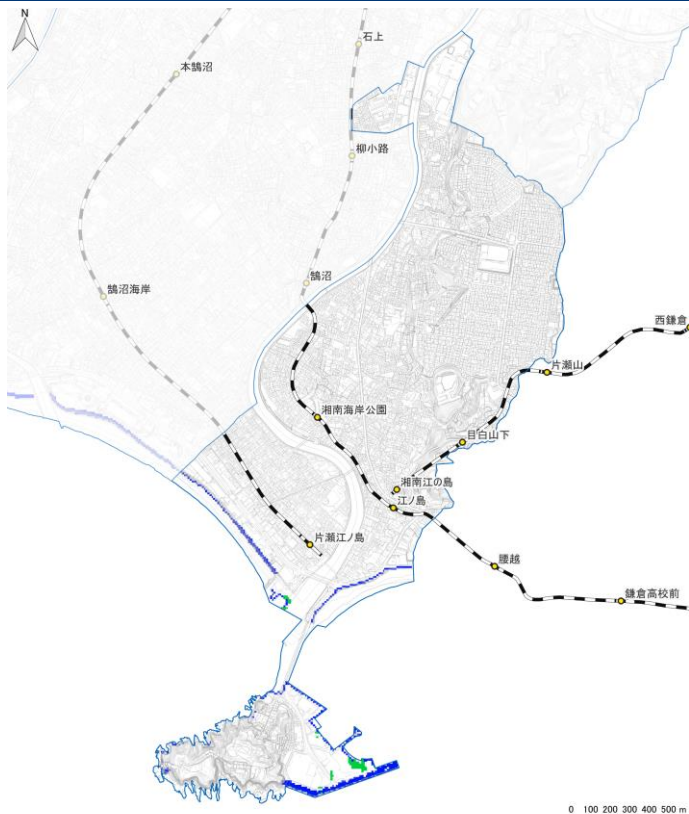 N
石上
本鵠沼
柳小路
鵠沼
鵠沼海岸
西鎌倉
片瀬山
湘南海岸公園
目白山下
湘南江の島
江ノ島
片瀬江ノ島
腰越
鎌倉高校前
0 100 200 300 400 500 m